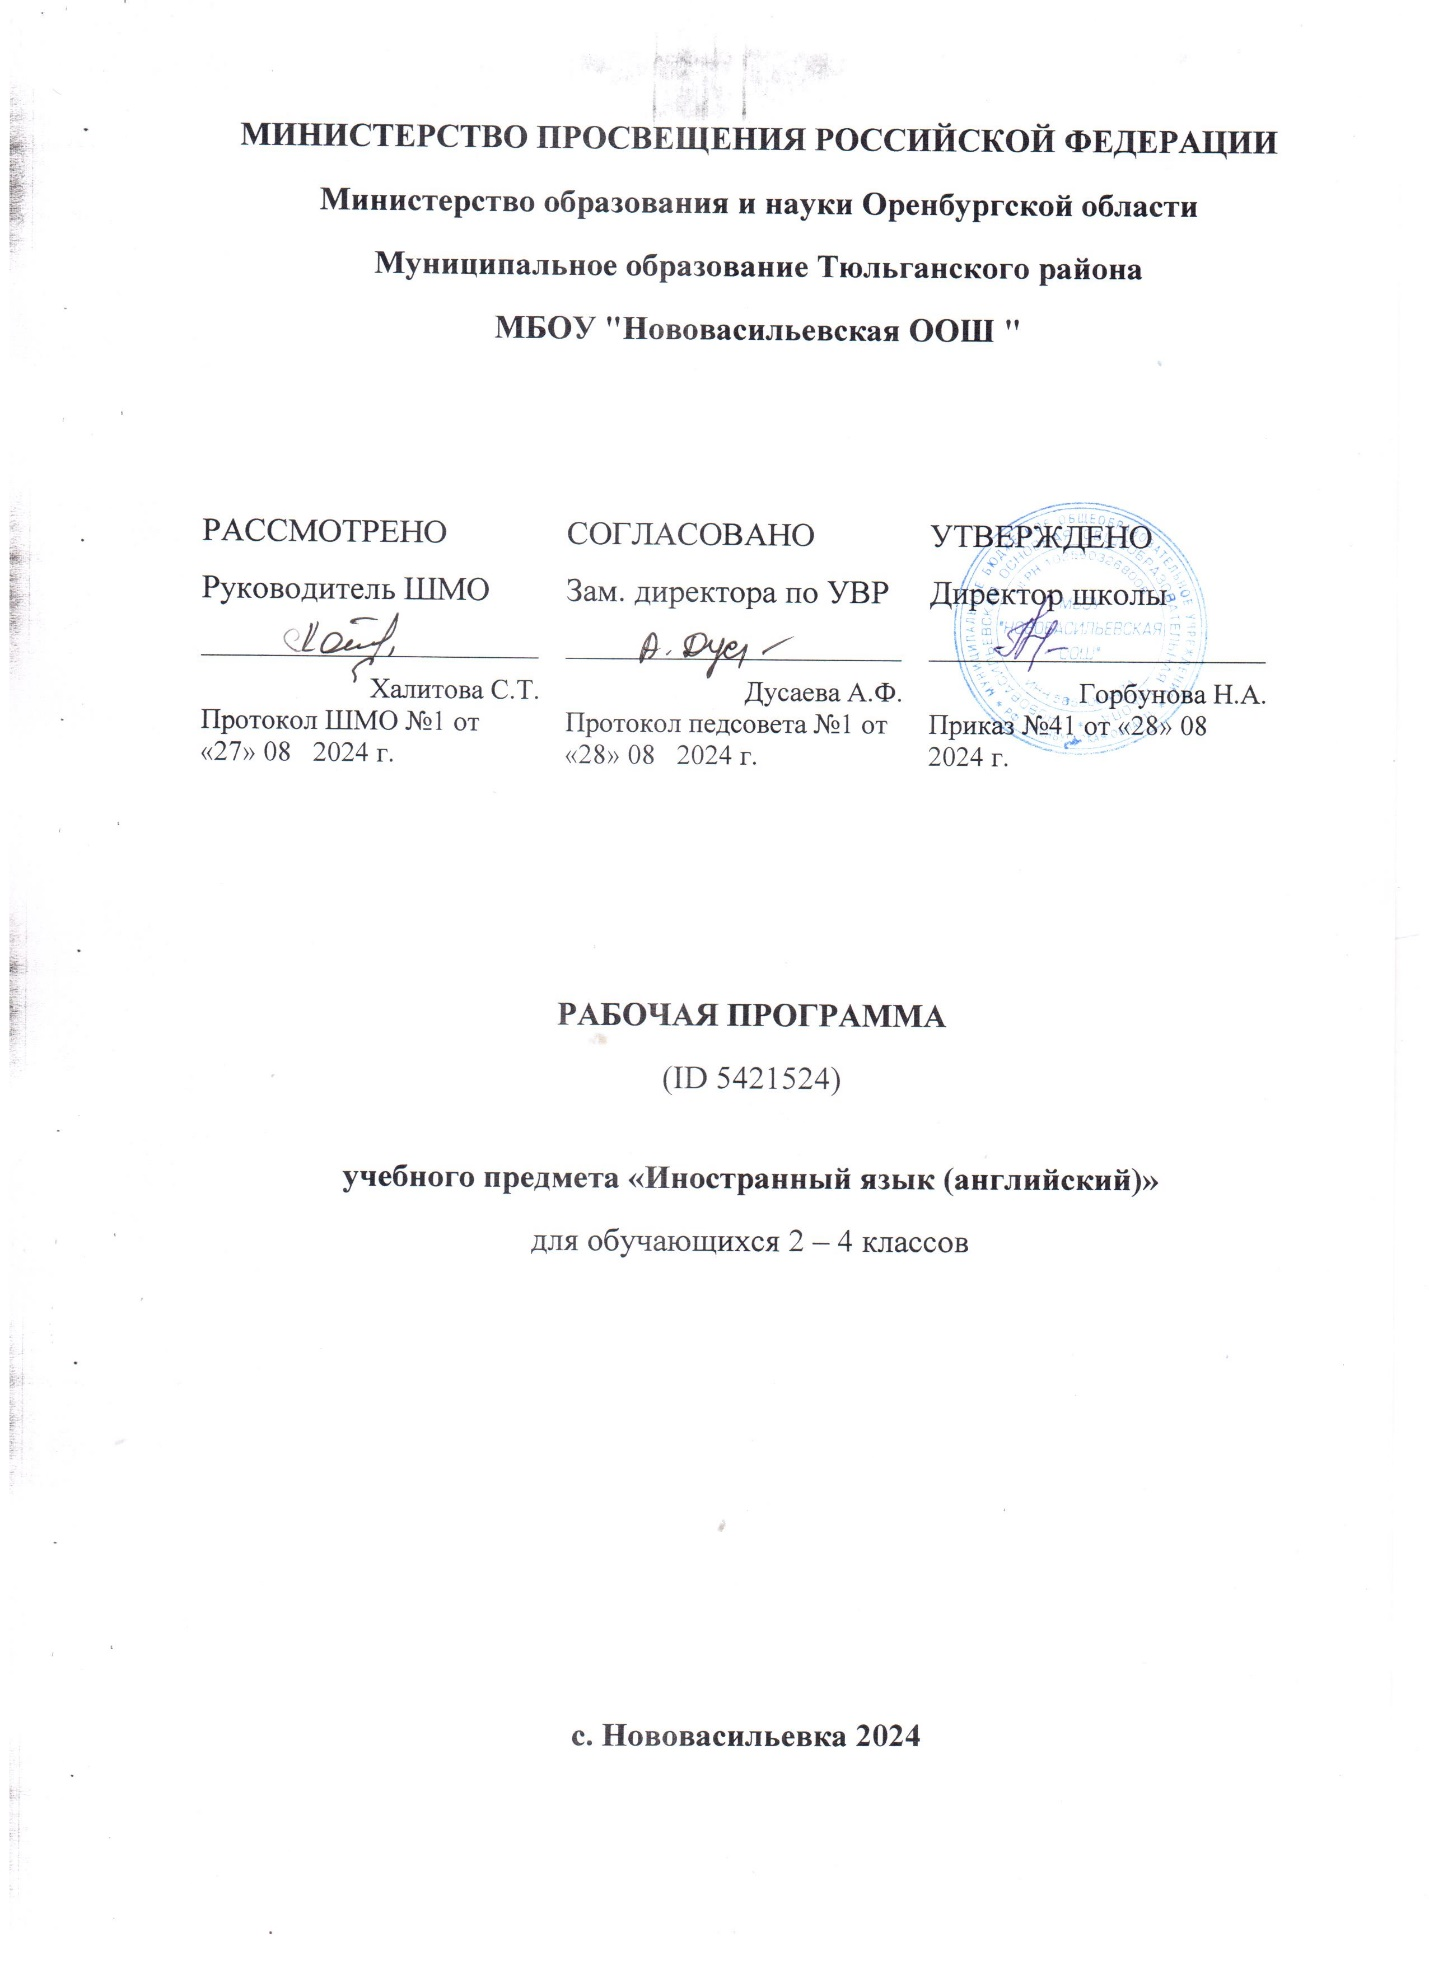 МИНИСТЕРСТВО ПРОСВЕЩЕНИЯ РОССИЙСКОЙ ФЕДЕРАЦИИ
Министерство образования и науки Оренбургской области
Муниципальное образование Тюльганского района
МБОУ "Нововасильевская ООШ "
РАССМОТРЕНО
Руководитель ШМО
Халитова С.Т.
Протокол ШМО №1 от
«27» 08 2024 г.
СОГЛАСОВАНО
Зам. директора по УВР
А. Дус
Дусаева А.Ф.
Протокол педсовета №1 от
«28» 08 2024 г.
УТВЕРЖДЕНО
Директор школы
"НОВОВАСИЛЬЕВСКАЯ
Горбунова Н.А.
Приказ №41 от «28» 08
2024 г.
РАБОЧАЯ ПРОГРАММА
(ID 5421524)
учебного предмета «Иностранный язык (английский)»
для обучающихся 2 – 4 классов
с. Нововасильевка 2024